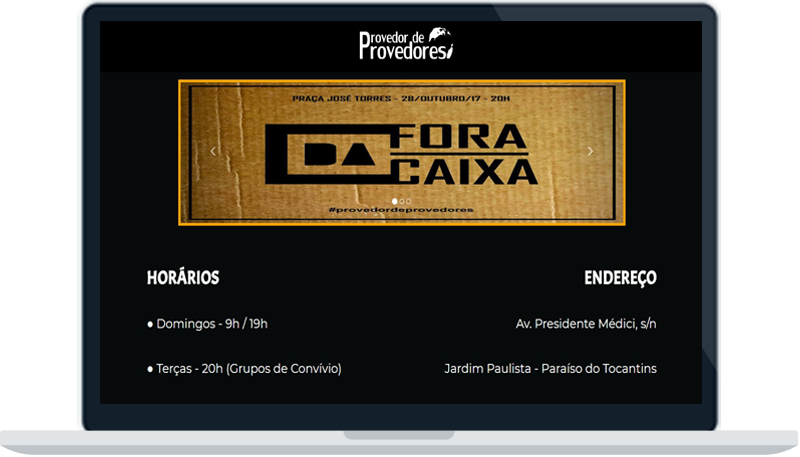 Provedor de
Provedores
PRAÇA JOSÉ TORRES - 28/OUTUBRO/17 - 20H
FORA
DA
CAIXA
#provedordeprovedores
HORÁRIOS
ENDEREÇO
● Domingos - 9h / 19h
Av. Presidente Médici, s/n
● Terças - 20h (Grupos de Convívio)
Jardim Paulista - Paraíso do Tocantins